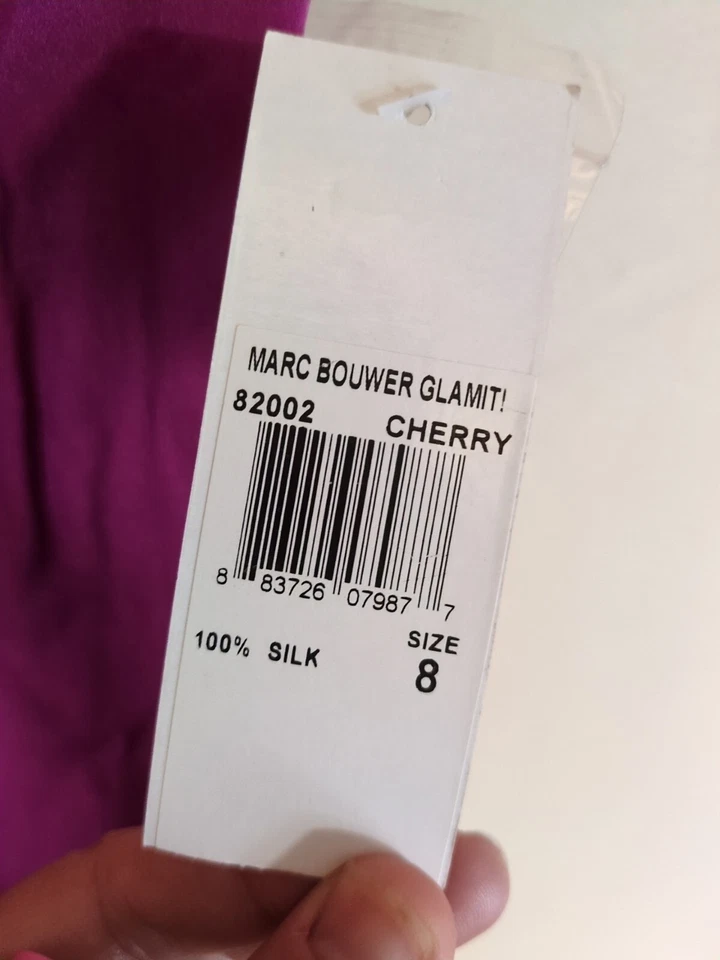 MARC BOUWER GLAMIT!
82002 CHERRY
8 83726 07987 7
100% SILK SIZE
8